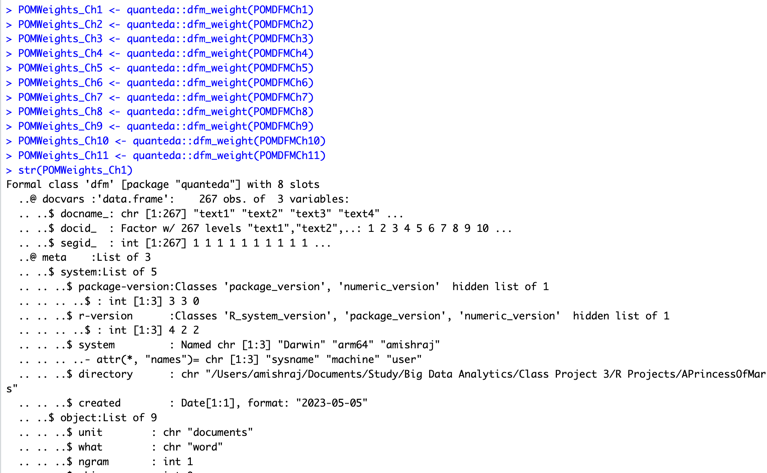 > POMWeights_Ch1 <- quanteda::dfm_weight(POMDFMCh1)
> POMWeights_Ch2 <- quanteda::dfm_weight(POMDFMCh2)
> POMWeights_Ch3 <- quanteda::dfm_weight(POMDFMCh3)
> POMWeights_Ch4 <- quanteda::dfm_weight(POMDFMCh4)
> POMWeights_Ch5 <- quanteda::dfm_weight(POMDFMCh5)
> POMWeights_Ch6 <- quanteda::dfm_weight(POMDFMCh6)
> POMWeights_Ch7 <- quanteda::dfm_weight(POMDFMCh7)
> POMWeights_Ch8 <- quanteda::dfm_weight(POMDFMCh8)
> POMWeights_Ch9 <- quanteda::dfm_weight(POMDFMCh9)
> POMWeights_Ch10 <- quanteda::dfm_weight(POMDFMCh10)
> POMWeights_Ch11 <- quanteda::dfm_weight(POMDFMCh11)
> str(POMWeights_Ch1)
Formal class 'dfm' [package "quanteda"] with 8 slots
  ..@ docvars :'data.frame':	267 obs. of  3 variables:
  .. ..$ docname_: chr [1:267] "text1" "text2" "text3" "text4" ...
  .. ..$ docid_  : Factor w/ 267 levels "text1","text2",..: 1 2 3 4 5 6 7 8 9 10 ...
  .. ..$ segid_  : int [1:267] 1 1 1 1 1 1 1 1 1 1 ...
  ..@ meta    :List of 3
  .. ..$ system:List of 5
  .. .. ..$ package-version:Classes 'package_version', 'numeric_version'  hidden list of 1
  .. .. .. ..$ : int [1:3] 3 3 0
  .. .. ..$ r-version      :Classes 'R_system_version', 'package_version', 'numeric_version'  hidden list of 1
  .. .. .. ..$ : int [1:3] 4 2 2
  .. .. ..$ system         : Named chr [1:3] "Darwin" "arm64" "amishraj"
  .. .. .. ..- attr(*, "names")= chr [1:3] "sysname" "machine" "user"
  .. .. ..$ directory      : chr "/Users/amishraj/Documents/Study/Big Data Analytics/Class Project 3/R Projects/APrincessOfMar
s"
  .. .. ..$ created        : Date[1:1], format: "2023-05-05"
  .. ..$ object:List of 9
  .. .. ..$ unit        : chr "documents"
  .. .. ..$ what        : chr "word"
  .. .. ..$ ngram       : int 1